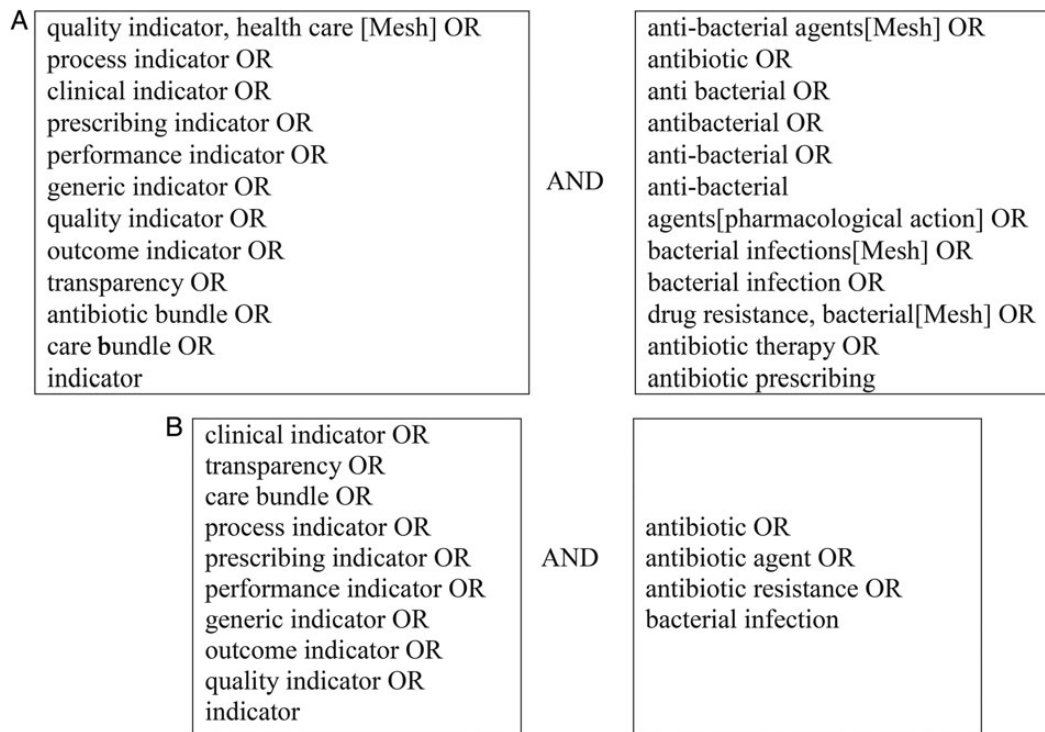 A
quality indicator, health care [Mesh] OR
process indicator OR
clinical indicator OR
prescribing indicator OR
performance indicator OR
generic indicator OR
quality indicator OR
outcome indicator OR
transparency OR
antibiotic bundle OR
care bundle OR
indicator
AND
anti-bacterial agents[Mesh] OR
antibiotic OR
anti bacterial OR
antibacterial OR
anti-bacterial OR
anti-bacterial
agents[pharmacological action] OR
bacterial infections[Mesh] OR
bacterial infection OR
drug resistance, bacterial[Mesh] OR
antibiotic therapy OR
antibiotic prescribing
B
clinical indicator OR
transparency OR
care bundle OR
process indicator OR
prescribing indicator OR
performance indicator OR
generic indicator OR
outcome indicator OR
quality indicator OR
indicator
AND
antibiotic OR
antibiotic agent OR
antibiotic resistance OR
bacterial infection